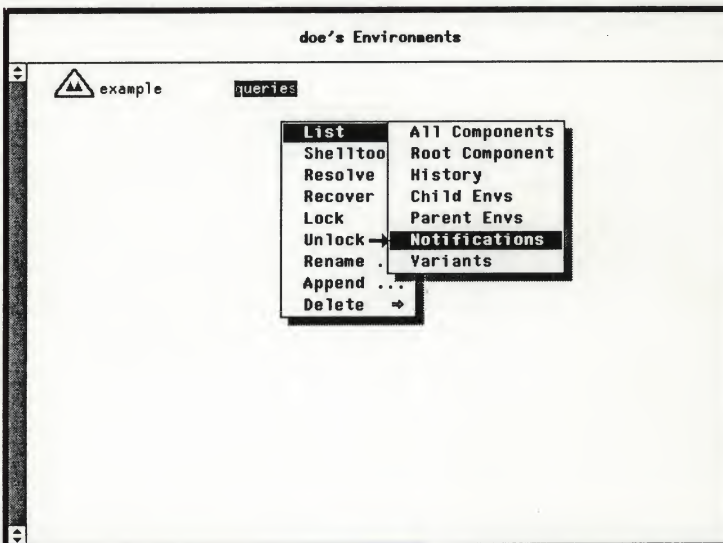 doe's Environments
example queries
List All Components
Shelltoo Root Component
Resolve History
Recover Child Envs
Lock Parent Envs
Unlock Notifications
Rename . Variants
Append ...
Delete ⇒